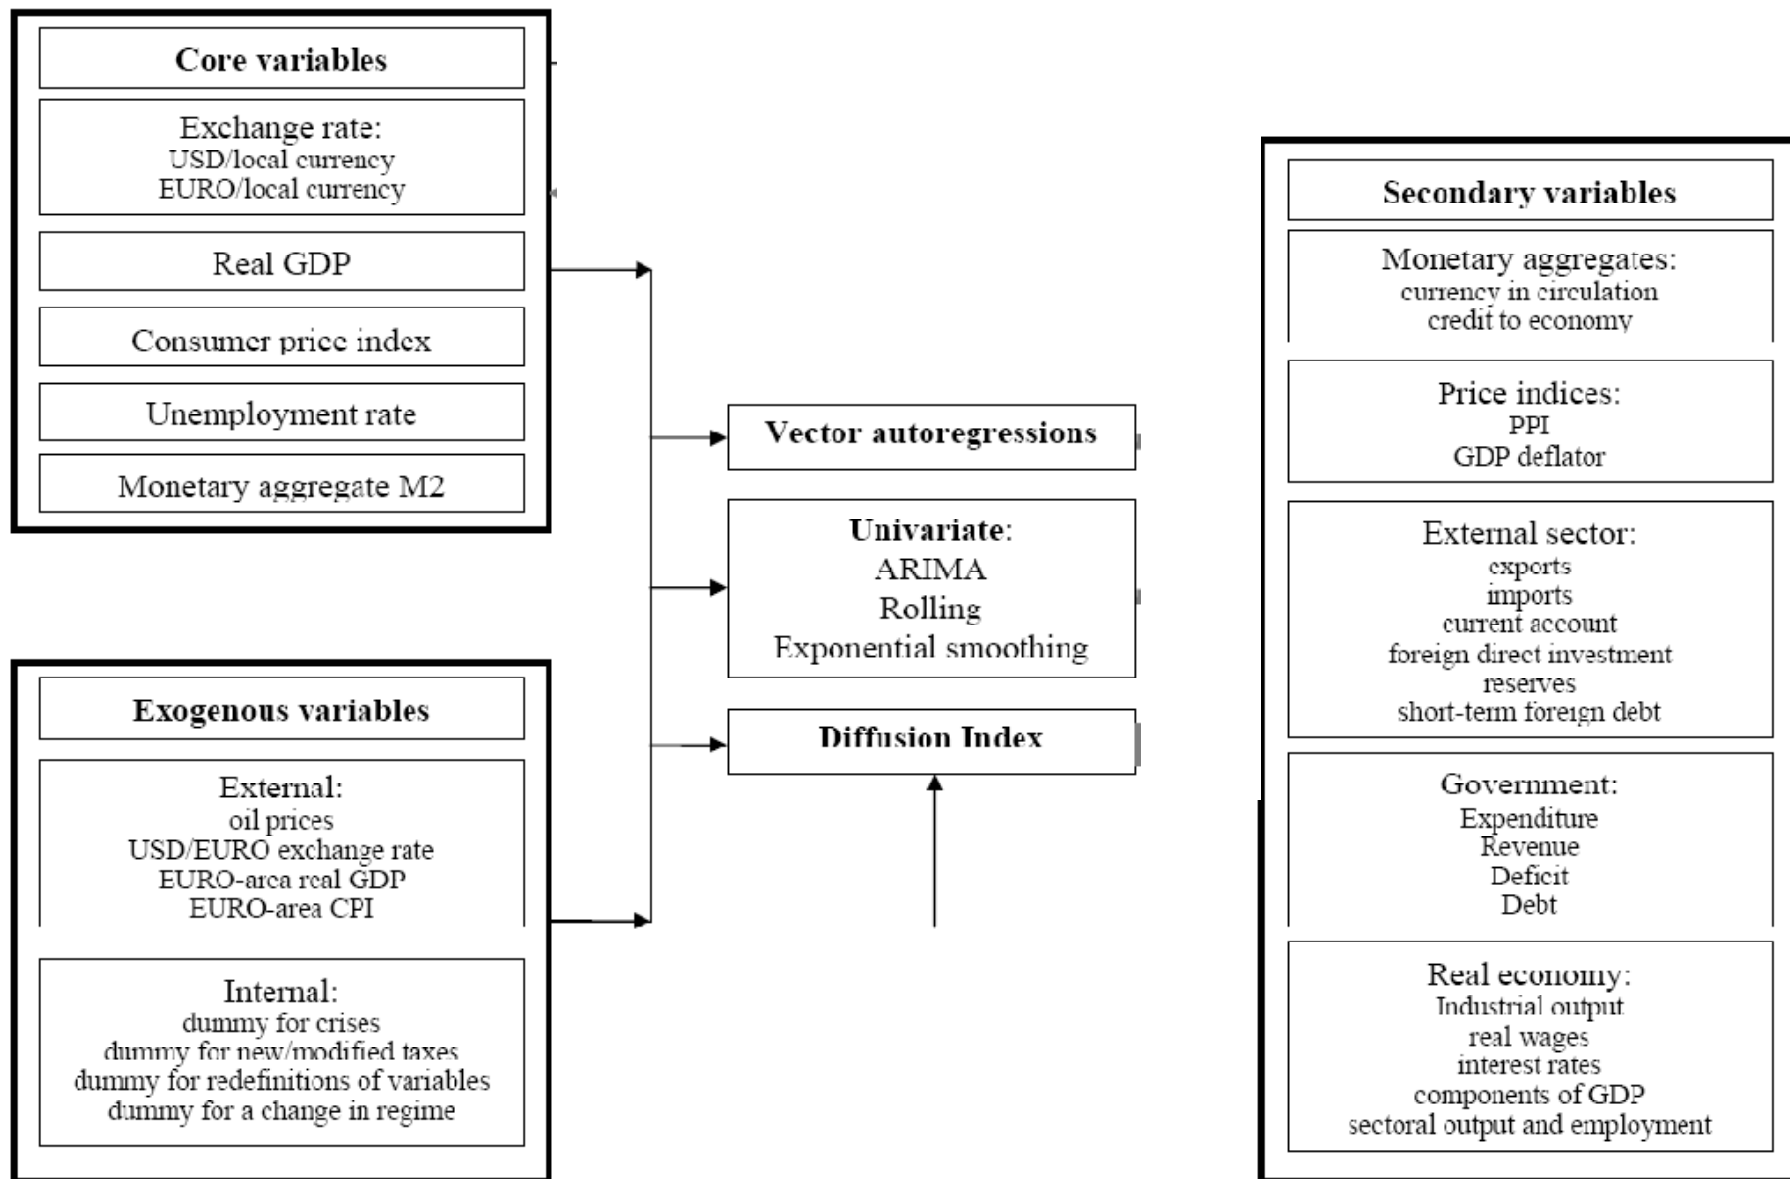 Core variables
Exchange rate:
USD/local currency
EURO/local currency
Real GDP
Consumer price index
Unemployment rate
Monetary aggregate M2
Exogenous variables
External:
oil prices
USD/EURO exchange rate
EURO-area real GDP
EURO-area CPI
Internal:
dummy for crises
dummy for new/modified taxes
dummy for redefinitions of variables
dummy for a change in regime
Vector autoregressions
Univariate:
ARIMA
Rolling
Exponential smoothing
Diffusion Index
Secondary variables
Monetary aggregates:
currency in circulation
credit to economy
Price indices:
PPI
GDP deflator
External sector:
exports
imports
current account
foreign direct investment
reserves
short-term foreign debt
Government:
Expenditure
Revenue
Deficit
Debt
Real economy:
Industrial output
real wages
interest rates
components of GDP
sectoral output and employment